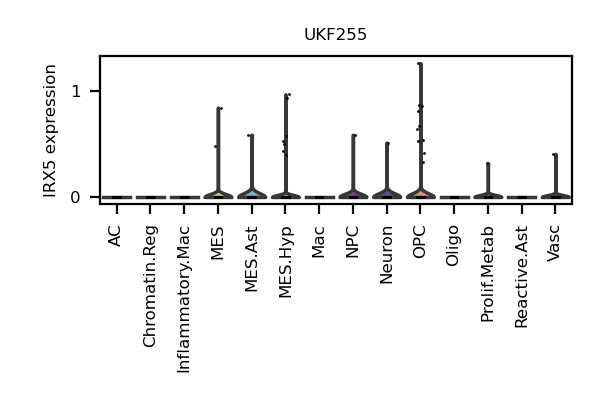 UKF255
IRX5 expression
1
0
AC
Chromatin.Reg
Inflammatory.Mac
MES
MES.Ast
MES.Hyp
Mac
NPC
Neuron
OPC
Oligo
Prolif.Metab
Reactive.Ast
Vasc